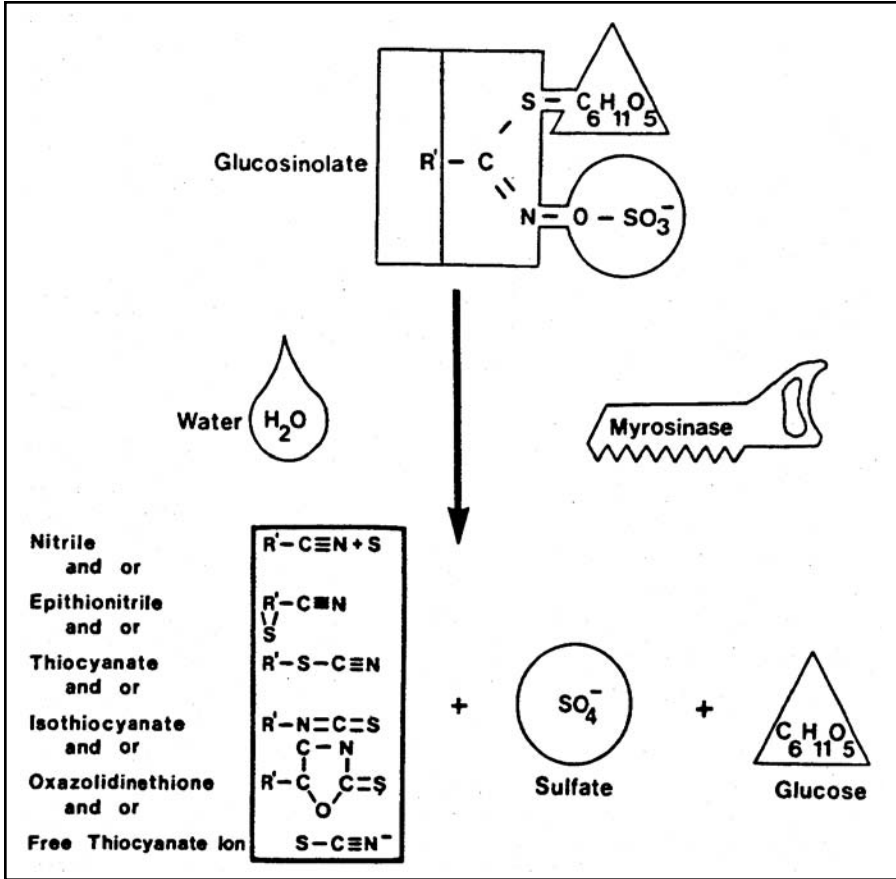 S – C₆H₁₁O₅
Glucosinolate R' – C
N – O – SO₃⁻
Water H₂O
Myrosinase
Nitrile R'–C≡N + S
and or
Epithionitrile R'–C≡N
and or S
Thiocyanate R'–S–C≡N
and or
+ SO₄⁻ + C₆H₁₁O₅
Sulfate Glucose
Isothiocyanate R'–N=C=S
and or C – N
Oxazolidinethione R'–C C=S
and or O
Free Thiocyanate Ion S–C≡N⁻